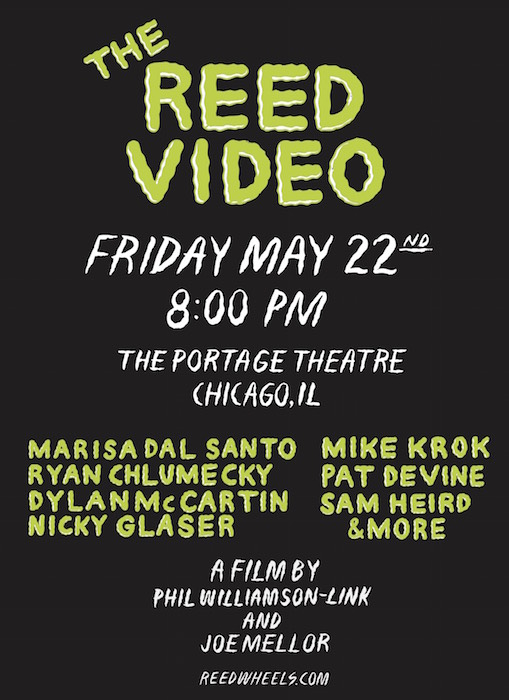 THE
REED
VIDEO
FRIDAY MAY 22ND
8:00 PM
THE PORTAGE THEATRE
CHICAGO, IL
MARISA DAL SANTO
RYAN CHLUMECKY
DYLAN McCARTIN
NICKY GLASER
MIKE KROK
PAT DEVINE
SAM HEIRD
&MORE
A FILM BY
PHIL WILLIAMSON-LINK
AND
JOE MELLOR
REEDWHEELS.COM